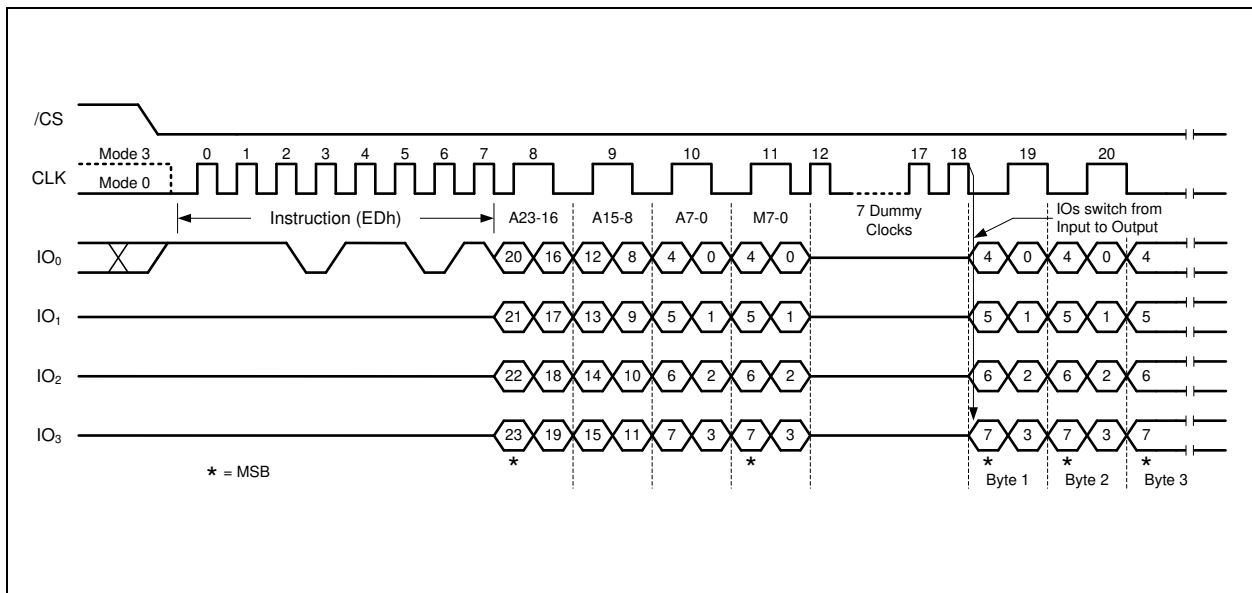 /CS
Mode 3
0 1 2 3 4 5 6 7 8 9 10 11 12 17 18 19 20
CLK
Mode 0
Instruction (EDh)
A23-16 A15-8 A7-0 M7-0
7 Dummy
Clocks
IOs switch from
Input to Output
IO₀ 20 16 12 8 4 0 4 0 4 0 4 0 4
IO₁ 21 17 13 9 5 1 5 1 5 1 5 1 5
IO₂ 22 18 14 10 6 2 6 2 6 2 6 2 6
IO₃ 23 19 15 11 7 3 7 3 7 3 7 3 7
* * * * *
* = MSB
Byte 1 Byte 2 Byte 3